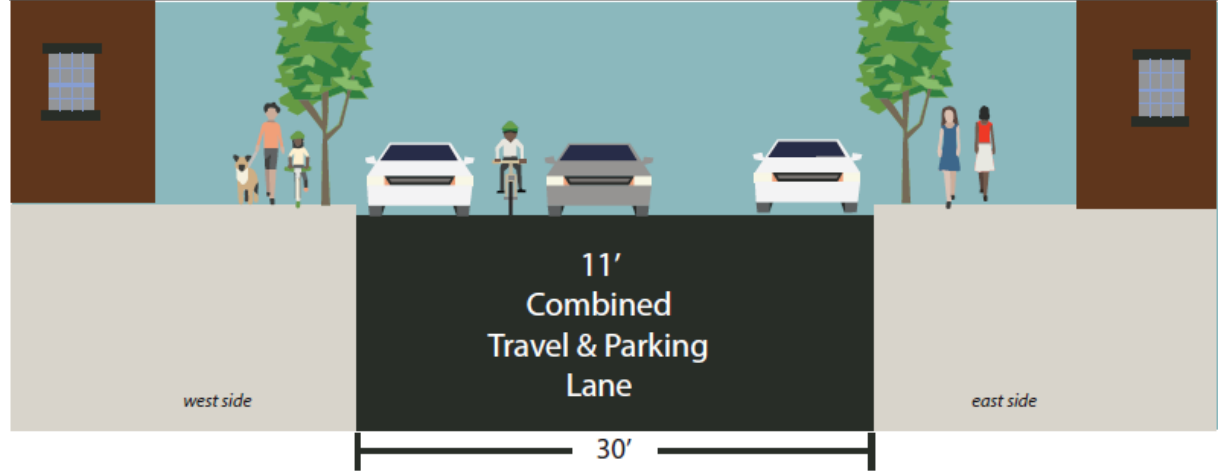 11′
Combined
Travel & Parking
Lane
west side
east side
30′